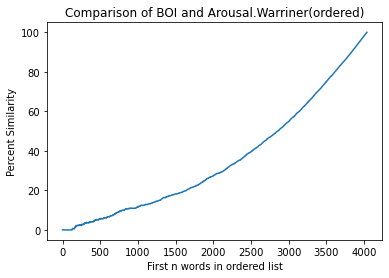 Comparison of BOI and Arousal.Warriner(ordered)
100
80
60
40
20
0
Percent Similarity
0 500 1000 1500 2000 2500 3000 3500 4000
First n words in ordered list